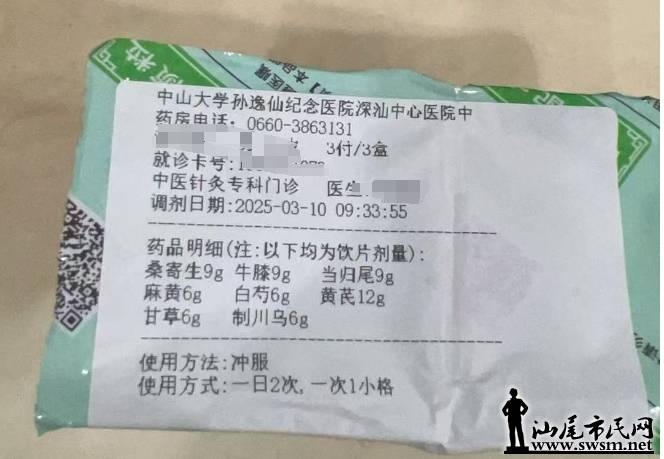 质粒
中山大学孙逸仙纪念医院深汕中心医院中
药房电话: 0660-3863131
3付/3盒
就诊卡号:
中医针灸专科门诊 医生:
调剂日期:2025-03-10 09:33:55
药品明细(注:以下均为饮片剂量):
桑寄生9g 牛膝9g 当归尾9g
麻黄6g 白芍6g 黄芪12g
甘草6g 制川乌6g
使用方法:冲服
使用方式:一日2次,一次1小格
汕尾市民网
www.swsm.net